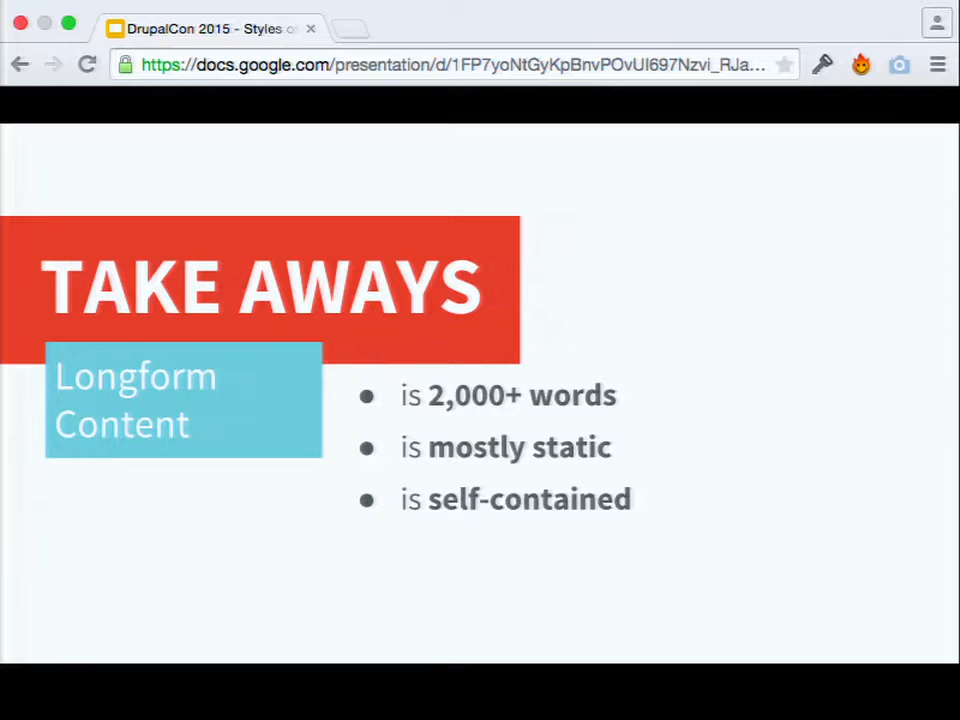 DrupalCon 2015 - Styles o
https://docs.google.com/presentation/d/1FP7yoNtGyKpBnvPOvUI697Nzvi_RJa...
TAKE AWAYS
Longform
Content
● is 2,000+ words
● is mostly static
● is self-contained